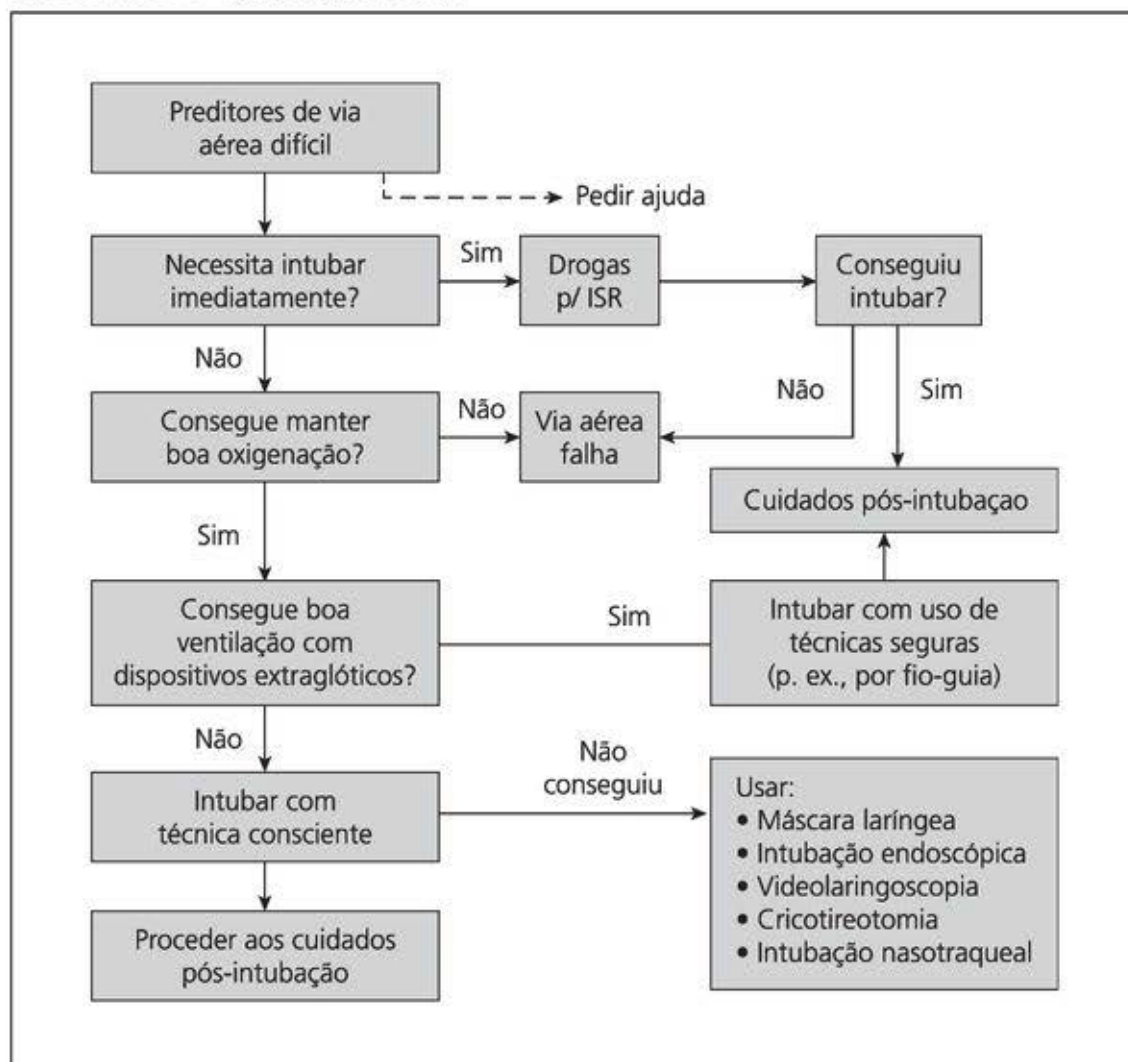 Preditores de via
aérea difícil
Pedir ajuda
Necessita intubar
imediatamente?
Sim
Drogas
p/ ISR
Conseguiu
intubar?
Não
Consegue manter
boa oxigenação?
Não
Via aérea
falha
Não
Sim
Cuidados pós-intubaçao
Sim
Consegue boa
ventilação com
dispositivos extraglóticos?
Sim
Intubar com uso de
técnicas seguras
(p. ex., por fio-guia)
Não
Intubar com
técnica consciente
Não
conseguiu
Usar:
• Máscara laríngea
• Intubação endoscópica
• Videolaringoscopia
• Cricotireotomia
• Intubação nasotraqueal
Proceder aos cuidados
pós-intubação